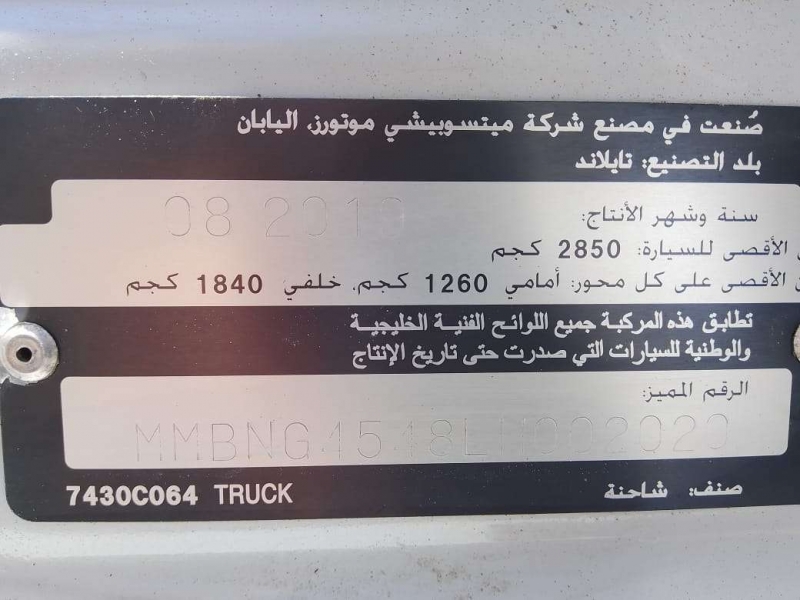 صُنعت في مصنع شركة ميتسوبيشي موتورز، اليابان
بلد التصنيع: تايلاند
سنة وشهر الأنتاج:
الأقصى للسيارة: 2850 كجم
الأقصى على كل محور: أمامي 1260 كجم. خلفي 1840 كجم
تطابق هذه المركبة جميع اللوائح الفنية الخليجية
والوطنية للسيارات التي صدرت حتى تاريخ الإنتاج
الرقم المميز:
صنف: شاحنة
7430C064 TRUCK